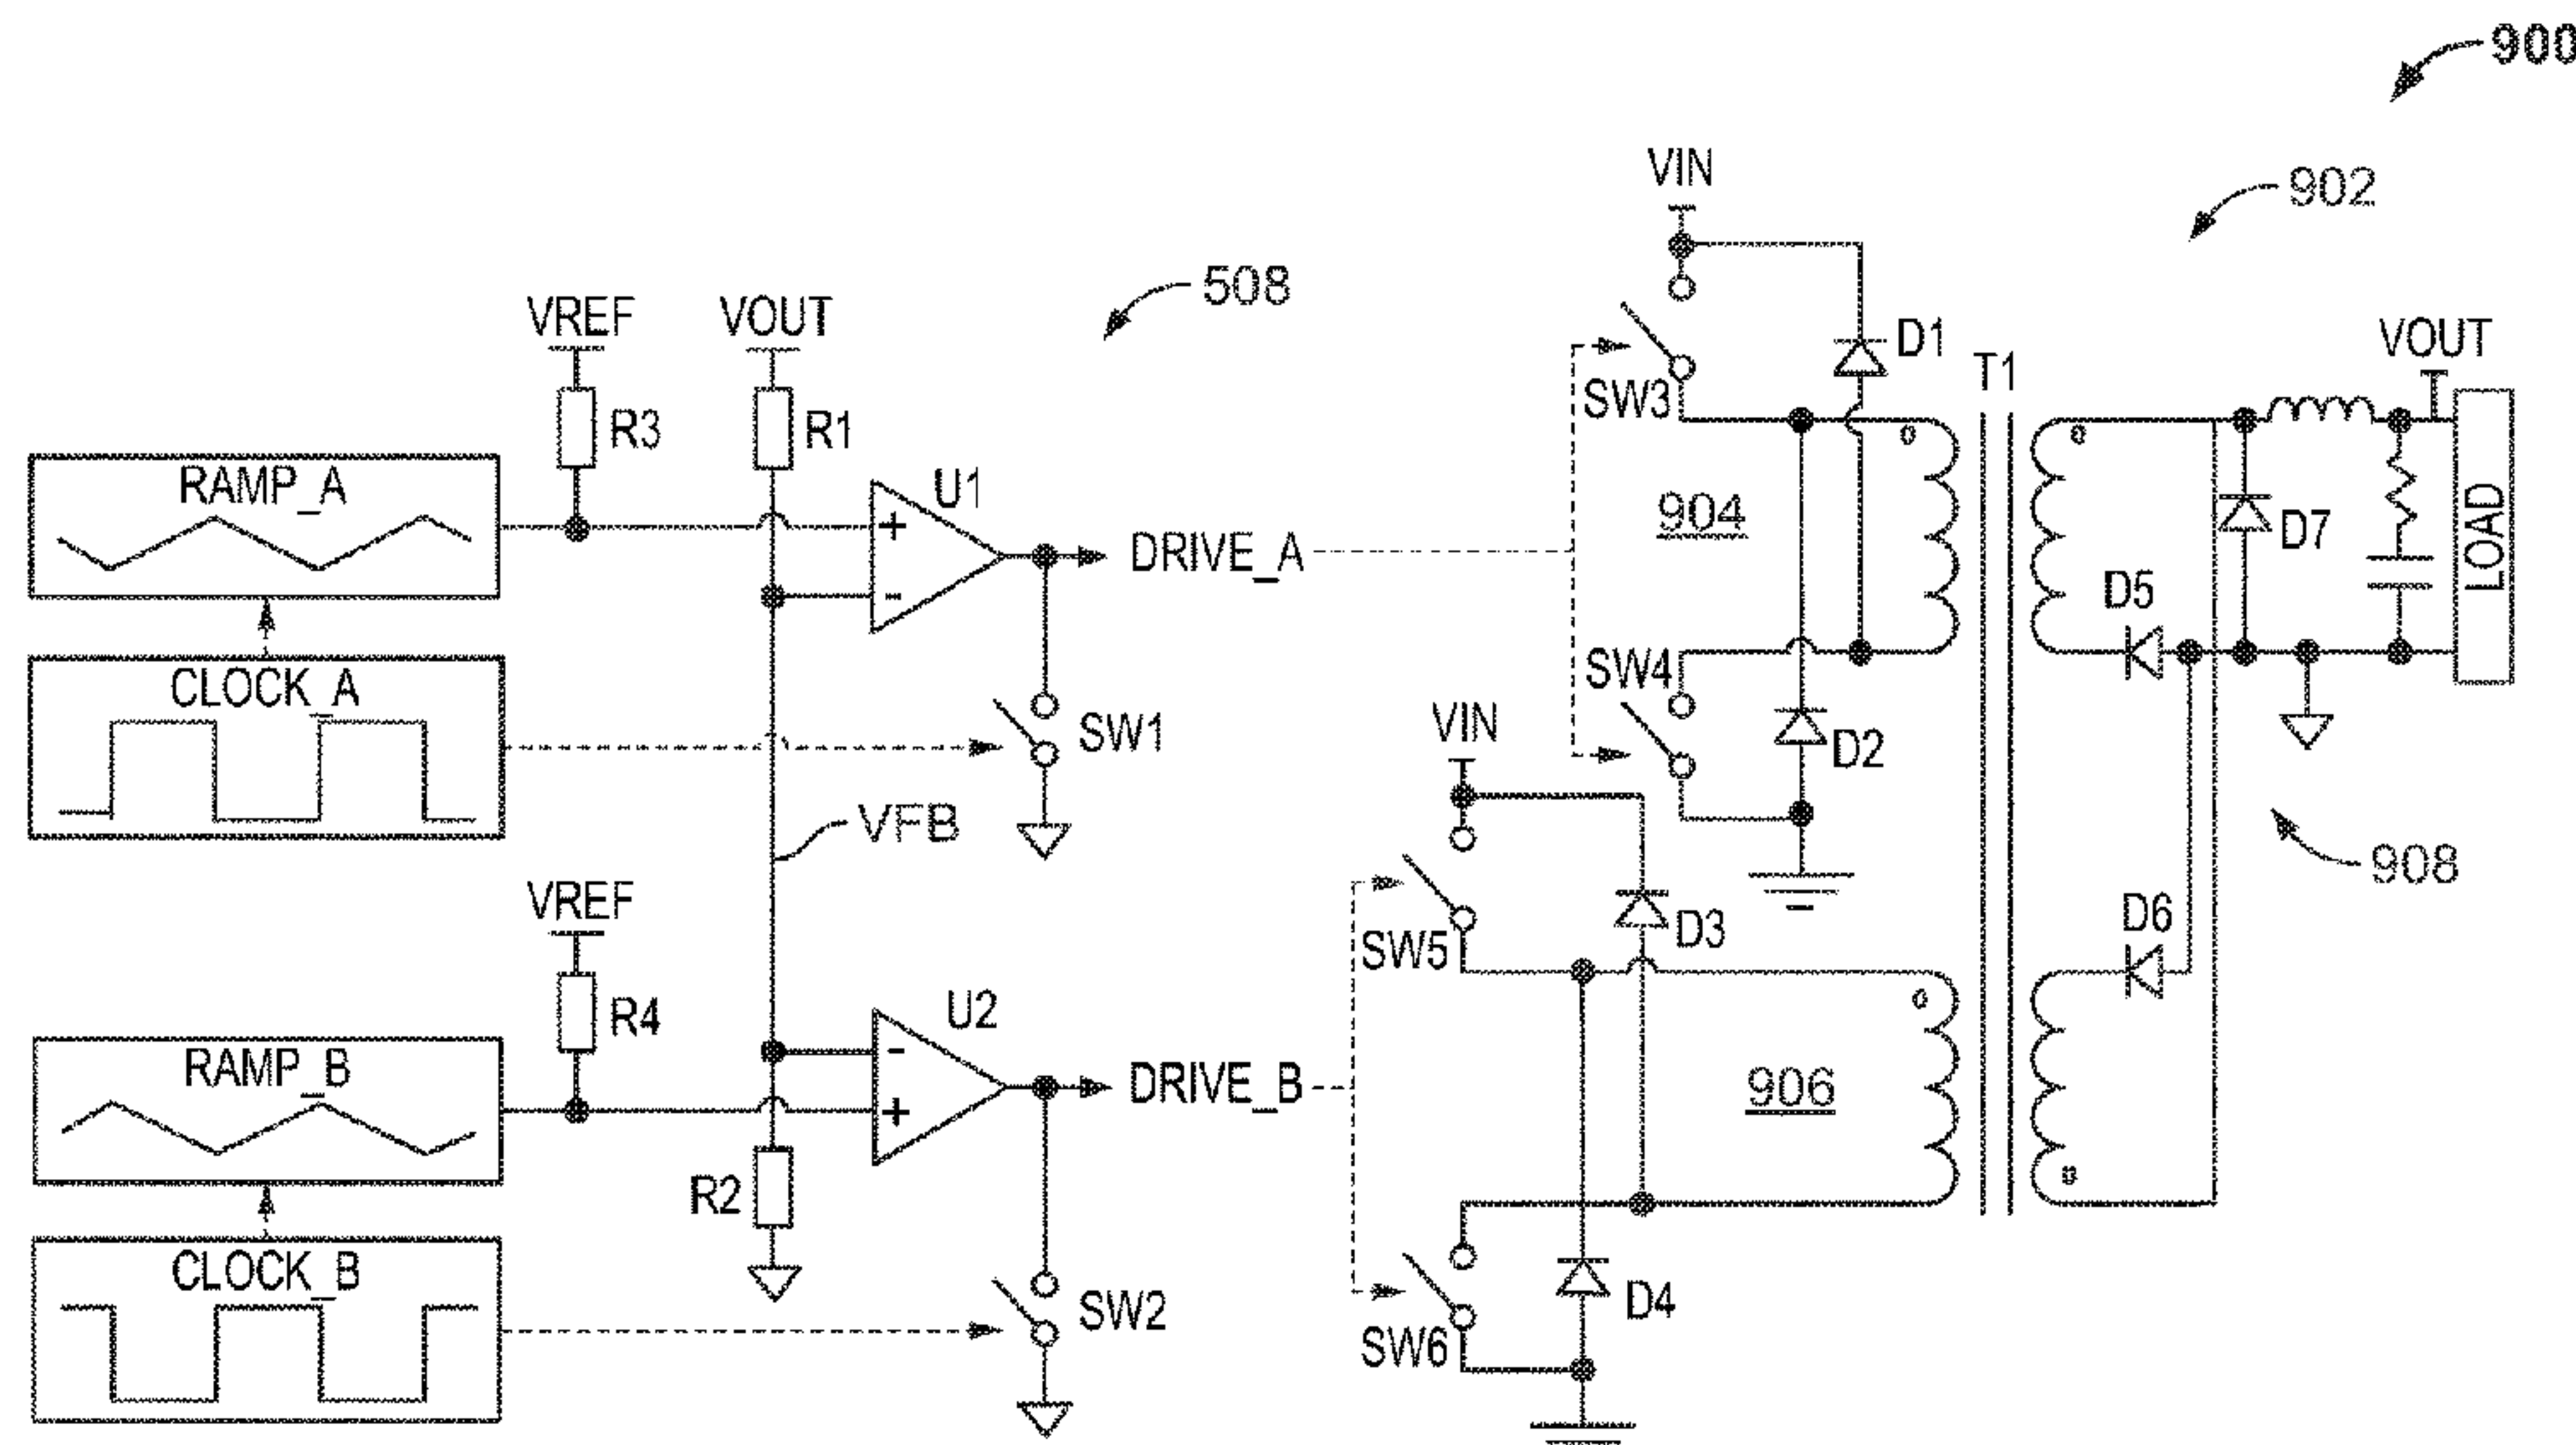 900
902
VIN
508
VREF
VOUT
R3
R1
RAMP_A
U1
+
-
DRIVE_A
CLOCK_A
SW1
VFB
SW3
D1
T1
904
SW4
D2
VOUT
D7
LOAD
D5
908
D6
VIN
SW5
D3
VREF
R4
RAMP_B
U2
-
+
DRIVE_B
R2
CLOCK_B
SW2
906
SW6
D4